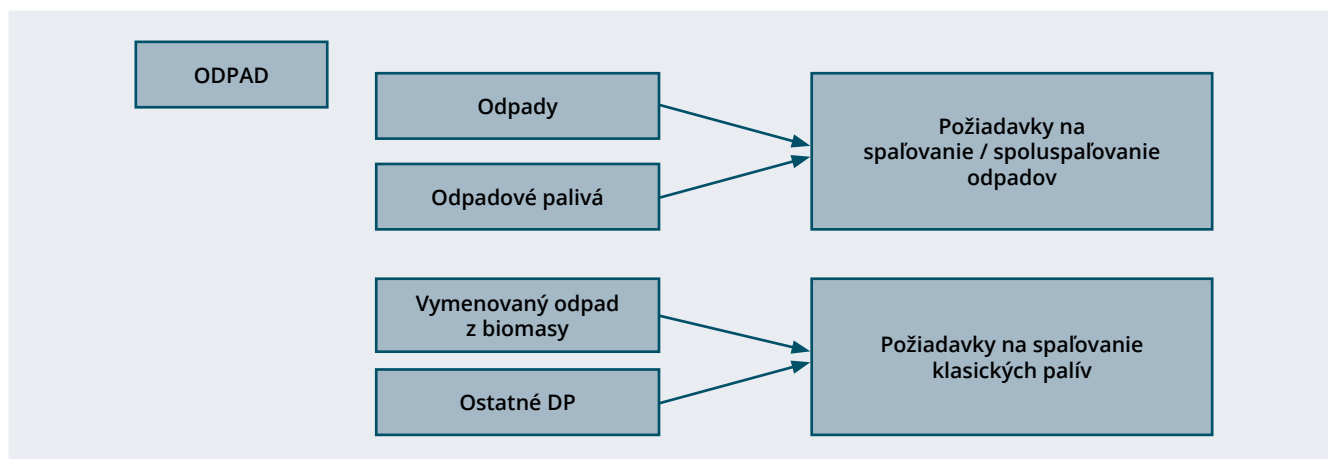 ODPAD
Odpady
Odpadové palivá
Požiadavky na
spaľovanie / spoluspaľovanie
odpadov
Vymenovaný odpad
z biomasy
Ostatné DP
Požiadavky na spaľovanie
klasických palív